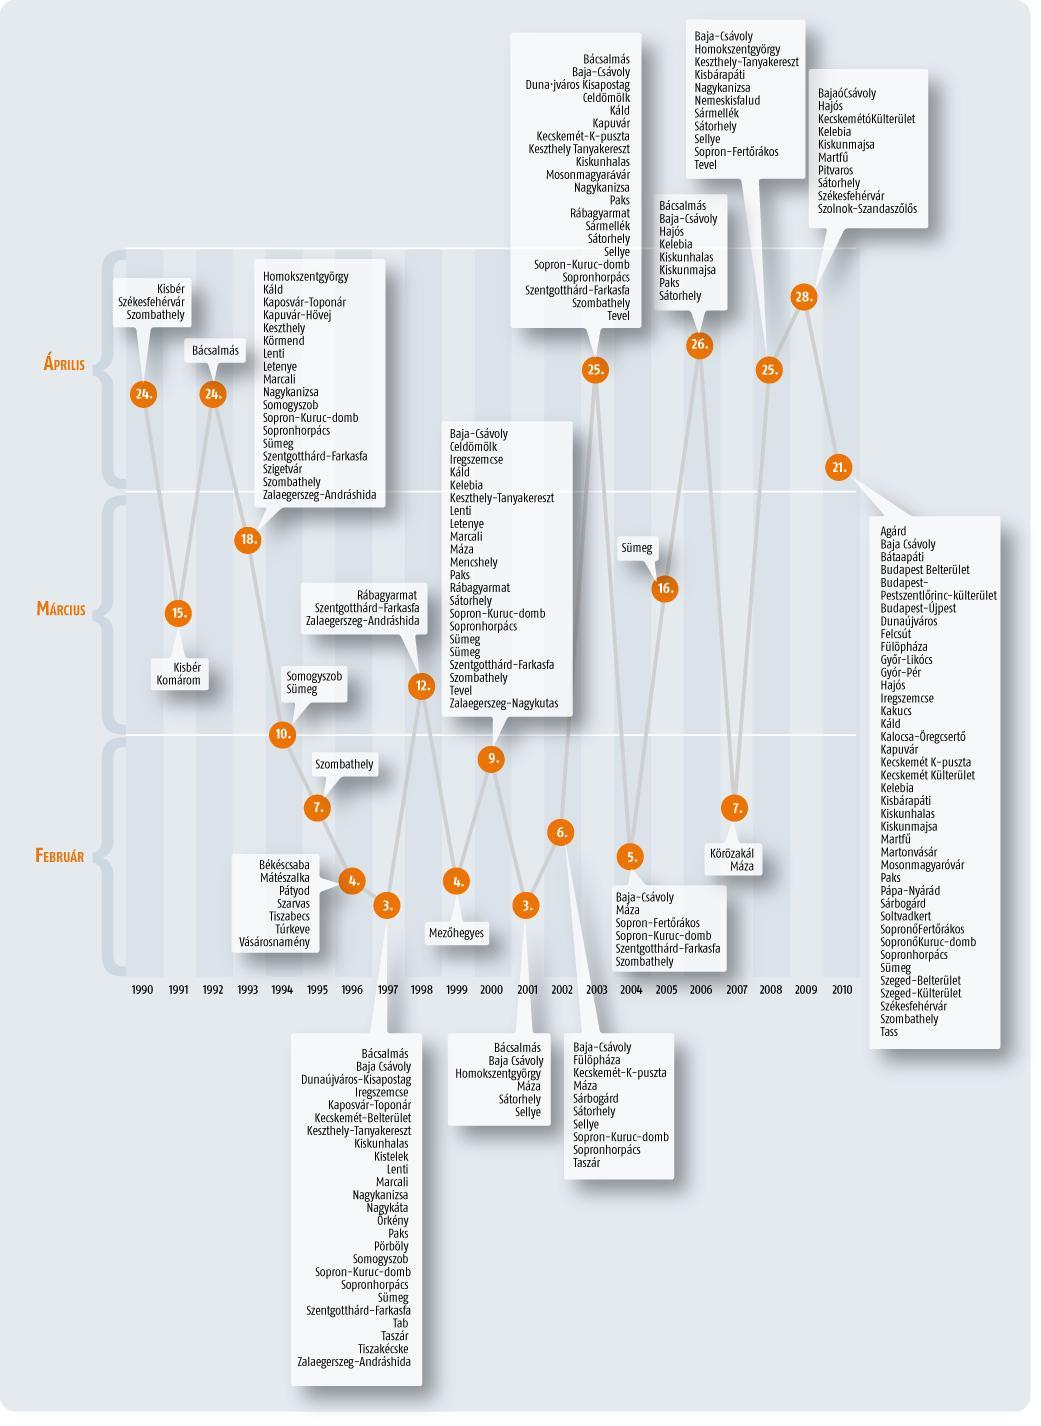 Bácsalmás
Baja-Csávoly
Duna·jváros Kisapostag
Celdömölk
Káld
Kapuvár
Kecskemét-K-puszta
Keszthely Tanyakereszt
Kiskunhalas
Mosonmagyarávár
Nagykanizsa
Paks
Rábagyarmat
Sármellék
Sátorhely
Sellye
Sopron-Kuruc-domb
Sopronhorpács
Szentgotthárd-Farkasfa
Szombathely
Tevel
Baja-Csávoly
Homokszentgyörgy
Keszthely-Tanyakereszt
Kisbárapáti
Nagykanizsa
Nemeskisfalud
Sármellék
Sátorhely
Sellye
Sopron-Fertőrákos
Tevel
BajaóCsávoly
Hajós
KecskemétóKülterület
Kelebia
Kiskunmajsa
Martfű
Pitvaros
Sátorhely
Székesfehérvár
Szolnok-Szandaszőlős
Bácsalmás
Baja-Csávoly
Hajós
Kelebia
Kiskunhalas
Kiskunmajsa
Paks
Sátorhely
Kisbér
Székesfehérvár
Szombathely
Bácsalmás
Homokszentgyörgy
Káld
Kaposvár-Toponár
Kapuvár-Hövej
Keszthely
Körmend
Lenti
Letenye
Marcali
Nagykanizsa
Somogyszob
Sopron-Kuruc-domb
Sopronhorpács
Sümeg
Szentgotthárd-Farkasfa
Szigetvár
Szombathely
Zalaegerszeg-Andráshida
Április
24.
24.
25.
26.
25.
28.
21.
Baja-Csávoly
Celdömölk
Iregszemcse
Káld
Kelebia
Keszthely-Tanyakereszt
Lenti
Letenye
Marcali
Máza
Mencshely
Paks
Rábagyarmat
Sátorhely
Sopron-Kuruc-domb
Sopronhorpács
Sümeg
Sümeg
Szentgotthárd-Farkasfa
Szombathely
Tevel
Zalaegerszeg-Nagykutas
18.
Sümeg
16.
Március
15.
Kisbér
Komárom
Rábagyarmat
Szentgotthárd-Farkasfa
Zalaegerszeg-Andráshida
12.
Somogyszob
Sümeg
10.
Szombathely
7.
9.
7.
Körözakál
Máza
Február
6.
5.
Békéscsaba
Mátészalka
Pátyod
Szarvas
Tiszabecs
Túrkeve
Vásárosnamény
4.
3.
4.
Mezőhegyes
3.
Baja-Csávoly
Máza
Sopron-Fertőrákos
Sopron-Kuruc-domb
Szentgotthárd-Farkasfa
Szombathely
Agárd
Baja Csávoly
Bátaapáti
Budapest Belterület
Budapest-
Pestszentlőrinc-külterület
Budapest-Újpest
Dunaújváros
Felcsút
Fülöpháza
Győr-Likócs
Győr-Pér
Hajós
Iregszemcse
Kakucs
Káld
Kalocsa-Öregcsertő
Kapuvár
Kecskemét K-puszta
Kecskemét Külterület
Kelebia
Kisbárapáti
Kiskunhalas
Kiskunmajsa
Martfű
Martonvásár
Mosonmagyaróvár
Paks
Pápa-Nyárád
Sárbogárd
Soltvadkert
SopronőFertőrákos
SopronőKuruc-domb
Sopronhorpács
Sümeg
Szeged-Belterület
Szeged-Külterület
Székesfehérvár
Szombathely
Tass
1990 1991 1992 1993 1994 1995 1996 1997 1998 1999 2000 2001 2002 2003 2004 2005 2006 2007 2008 2009 2010
Bácsalmás
Baja Csávoly
Dunaújváros-Kisapostag
Iregszemcse
Kaposvár-Toponár
Kecskemét-Belterület
Keszthely-Tanyakereszt
Kiskunhalas
Kistelek
Lenti
Marcali
Nagykanizsa
Nagykáta
Örkény
Paks
Pörböly
Somogyszob
Sopron-Kuruc-domb
Sopronhorpács
Sümeg
Szentgotthárd-Farkasfa
Tab
Taszár
Tiszakécske
Zalaegerszeg-Andráshida
Bácsalmás
Baja Csávoly
Homokszentgyörgy
Máza
Sátorhely
Sellye
Baja-Csávoly
Fülöpháza
Kecskemét-K-puszta
Máza
Sárbogárd
Sátorhely
Sellye
Sopron-Kuruc-domb
Sopronhorpács
Taszár